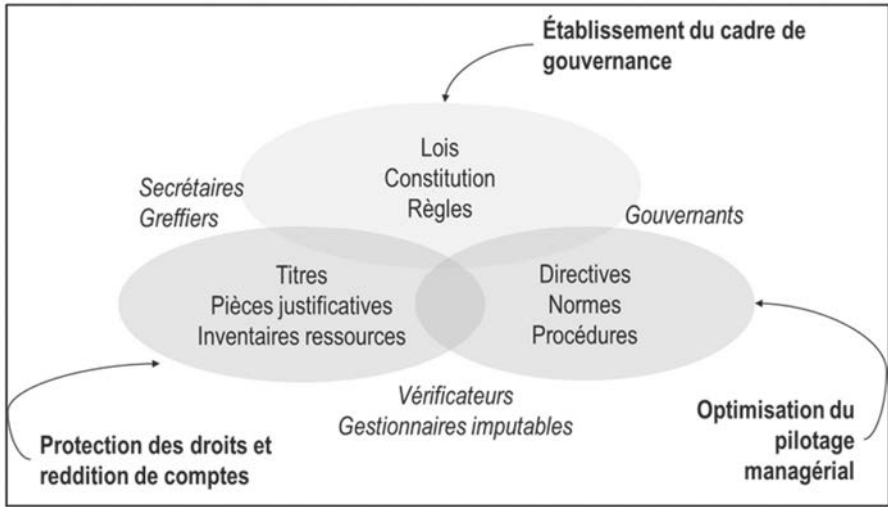 Établissement du cadre de
gouvernance
Lois
Constitution
Règles
Secrétaires
Greffiers
Gouvernants
Titres
Pièces justificatives
Inventaires ressources
Directives
Normes
Procédures
Vérificateurs
Gestionnaires imputables
Protection des droits et
reddition de comptes
Optimisation du
pilotage
managérial